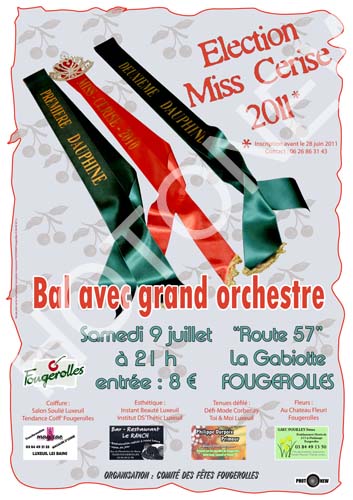 Election
Miss Cerise
2011*
* Inscription avant le 28 juin 2011
Contact : 06 26 86 31 43
PREMIERE DAUPHINE
MISS-CERISE-2010
DEUXIEME DAUPHINE
Bal avec grand orchestre
Samedi 9 juillet
à 21 h
entrée : 8 €
"Route 57"
La Gabiotte
FOUGEROLLES
Fougerolles
Coiffure :
Salon Soulié Luxeuil
Tendance Coiff' Fougerolles
Esthétique :
Instant Beauté Luxeuil
Institut OS'Thétic Luxeuil
Tenues défilé :
Défi-Mode Corbenay
Toi & Moi Luxeuil
Fleurs :
Au Chateau Fleuri
Fougerolles
LUXEUIL LES BAINS
Bar - Restaurant
Le RANCH
Philippe Dupoire
Primeur
03 84 49 13 50
ORGANISATION : COMITÉ DES FÊTES FOUGEROLLES